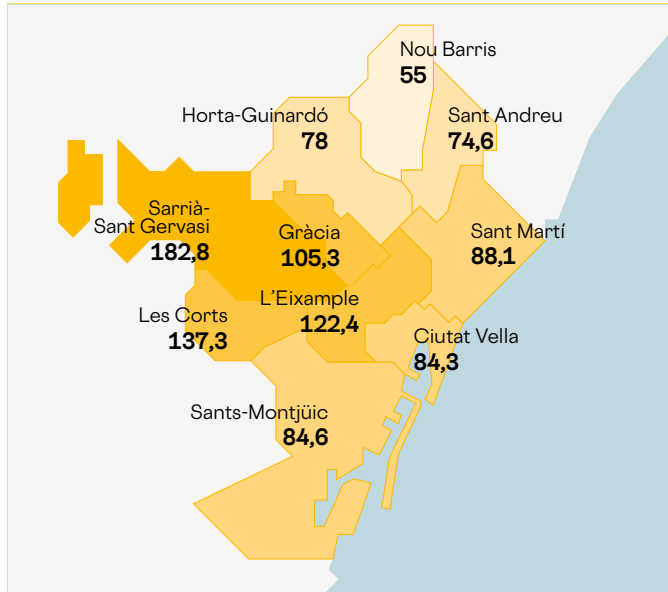 Nou Barris
55
Horta-Guinardó
78
Sant Andreu
74,6
Sarrià-
Sant Gervasi
182,8
Gràcia
105,3
Sant Martí
88,1
L'Eixample
122,4
Les Corts
137,3
Ciutat Vella
84,3
Sants-Montjüic
84,6